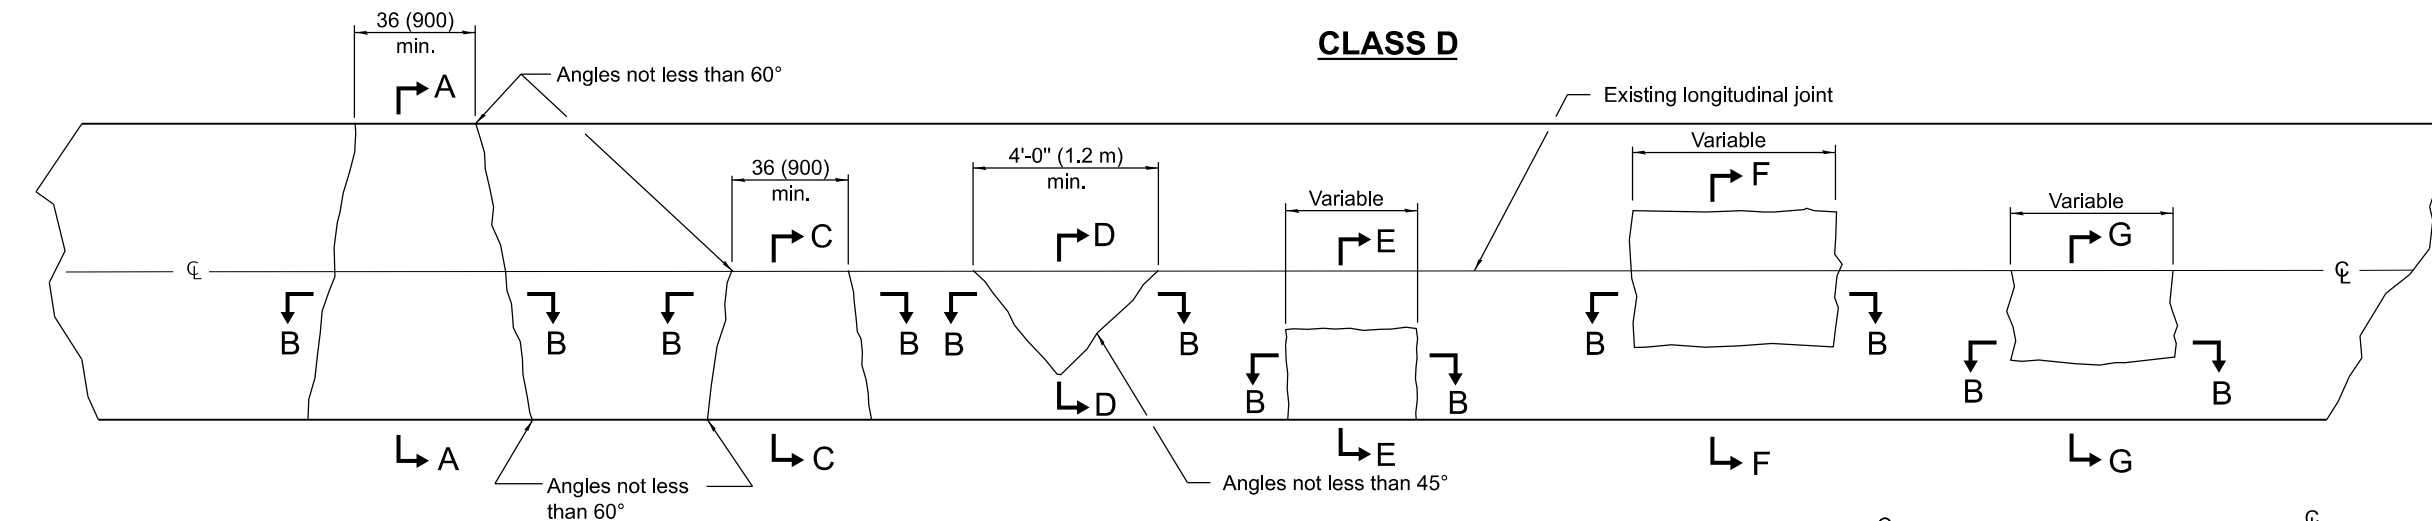 CLASS D
36 (900)
min.
A
Angles not less than 60°
Existing longitudinal joint
36 (900)
min.
4'-0" (1.2 m)
min.
Variable
Variable
Variable
C
D
E
F
G
℄
℄
B
B
B
B
B
B
B
B
B
B
B
B
A
C
D
E
F
G
Angles not less
than 60°
Angles not less than 45°